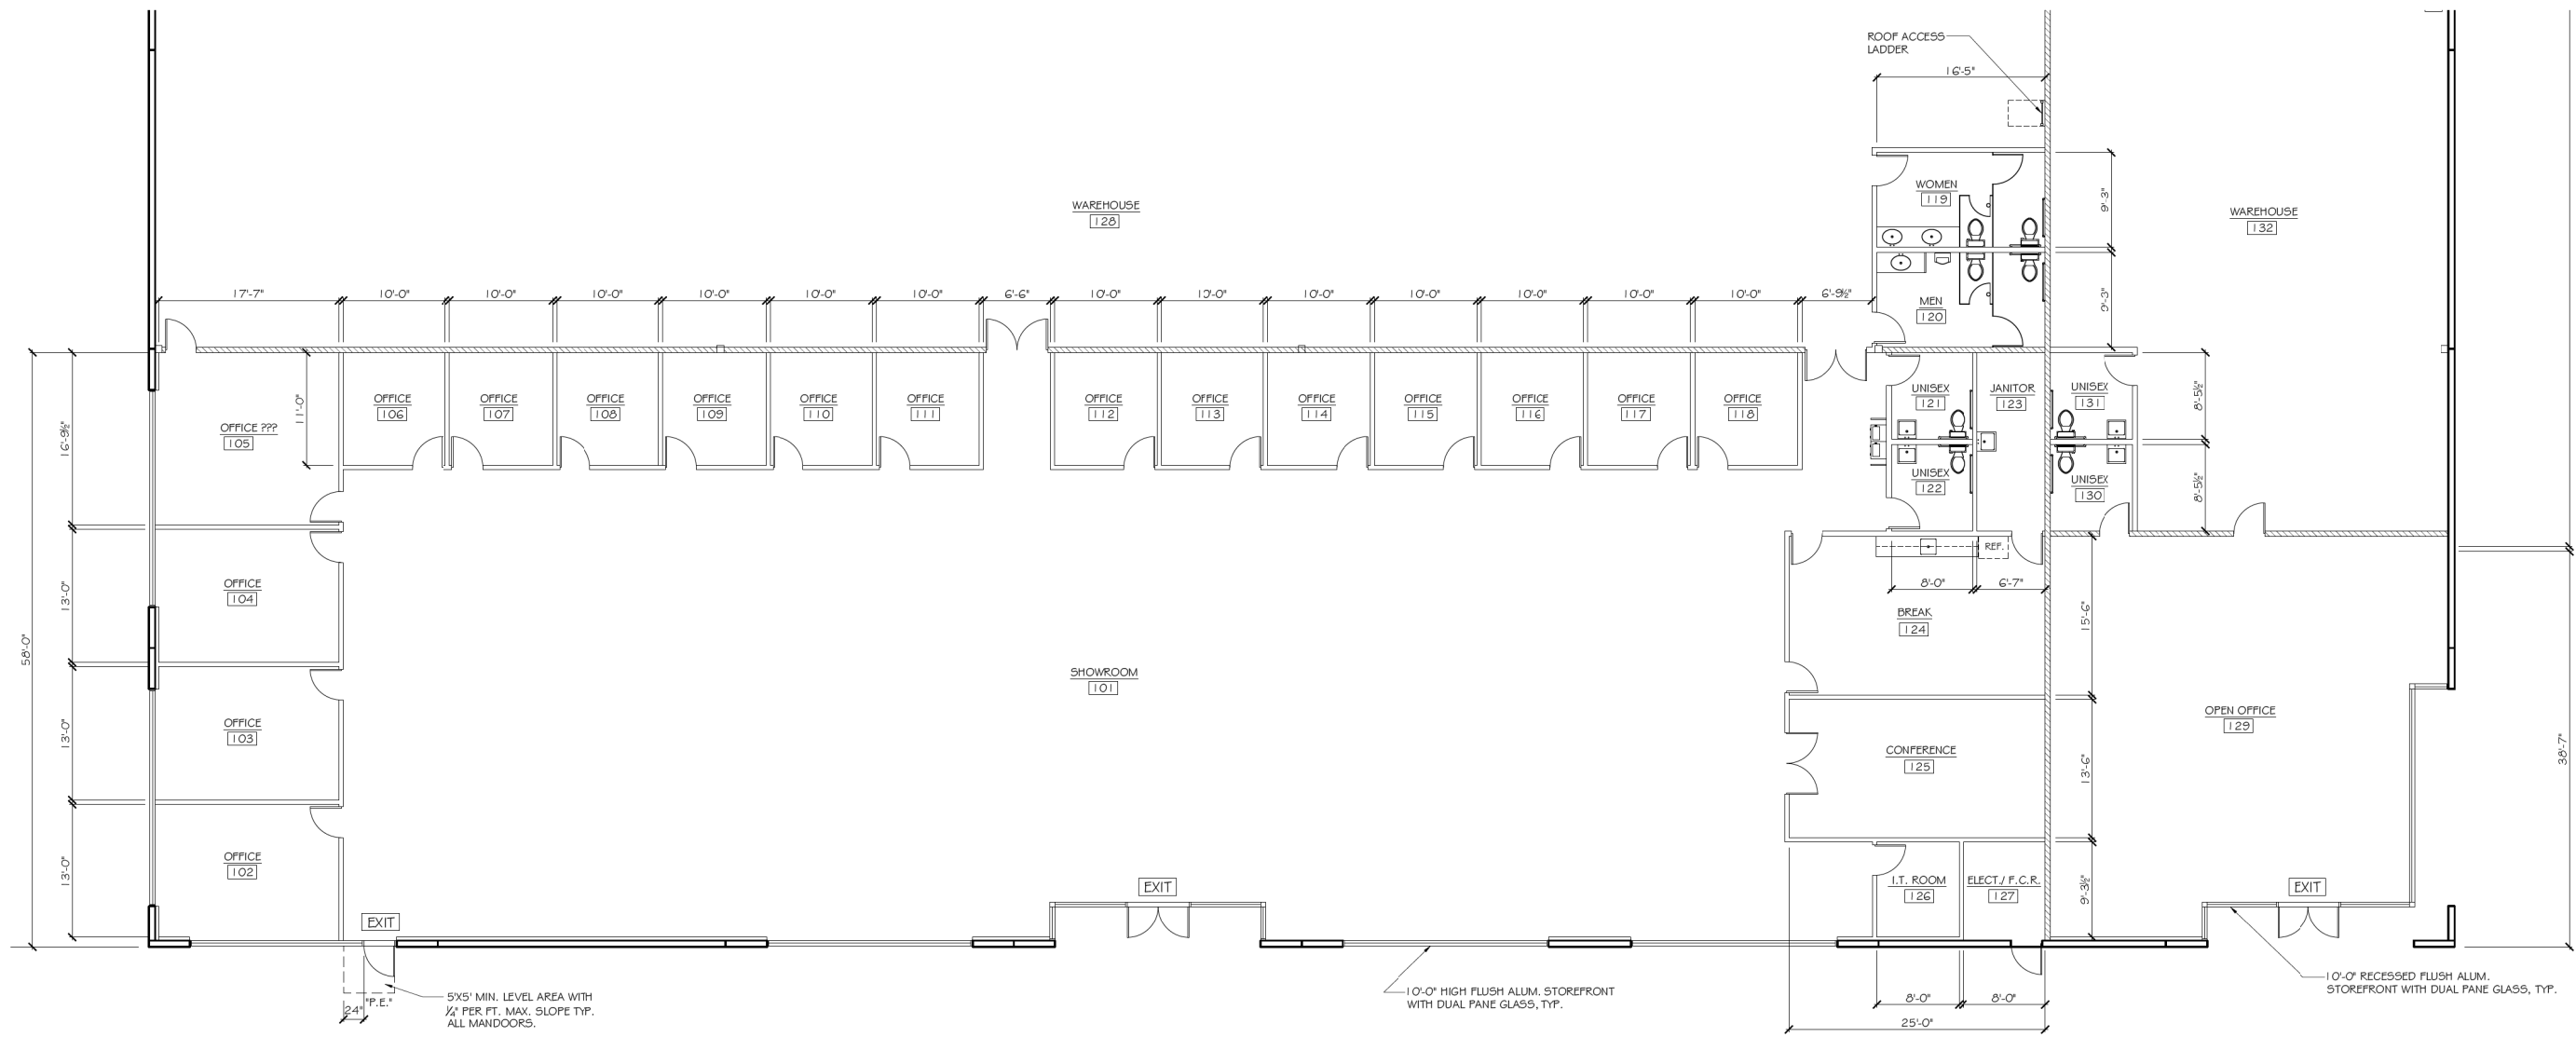 ROOF ACCESS
LADDER
16'-5"
WOMEN
119
9'-3"
WAREHOUSE
128
WAREHOUSE
132
17'-7"
10'-0"
10'-0"
10'-0"
10'-0"
10'-0"
10'-0"
6'-6"
10'-0"
10'-0"
10'-0"
10'-0"
10'-0"
10'-0"
10'-0"
6'-9½"
MEN
120
9'-3"
16'-9½"
11'-0"
OFFICE ???
105
OFFICE
106
OFFICE
107
OFFICE
108
OFFICE
109
OFFICE
110
OFFICE
111
OFFICE
112
OFFICE
113
OFFICE
114
OFFICE
115
OFFICE
116
OFFICE
117
OFFICE
118
UNISEX
121
JANITOR
123
UNISEX
131
8'-5½"
UNISEX
122
UNISEX
130
8'-5½"
REF.
8'-0"
6'-7"
58'-0"
13'-0"
OFFICE
104
BREAK
124
15'-6"
SHOWROOM
101
13'-0"
OFFICE
103
OPEN OFFICE
129
38'-7"
CONFERENCE
125
13'-6"
13'-0"
OFFICE
102
I.T. ROOM
126
ELECT./ F.C.R.
127
9'-3½"
EXIT
EXIT
EXIT
"P.E."
24"
5'X5' MIN. LEVEL AREA WITH
¼" PER FT. MAX. SLOPE TYP.
ALL MANDOORS.
10'-0" HIGH FLUSH ALUM. STOREFRONT
WITH DUAL PANE GLASS, TYP.
8'-0"
8'-0"
25'-0"
10'-0" RECESSED FLUSH ALUM.
STOREFRONT WITH DUAL PANE GLASS, TYP.